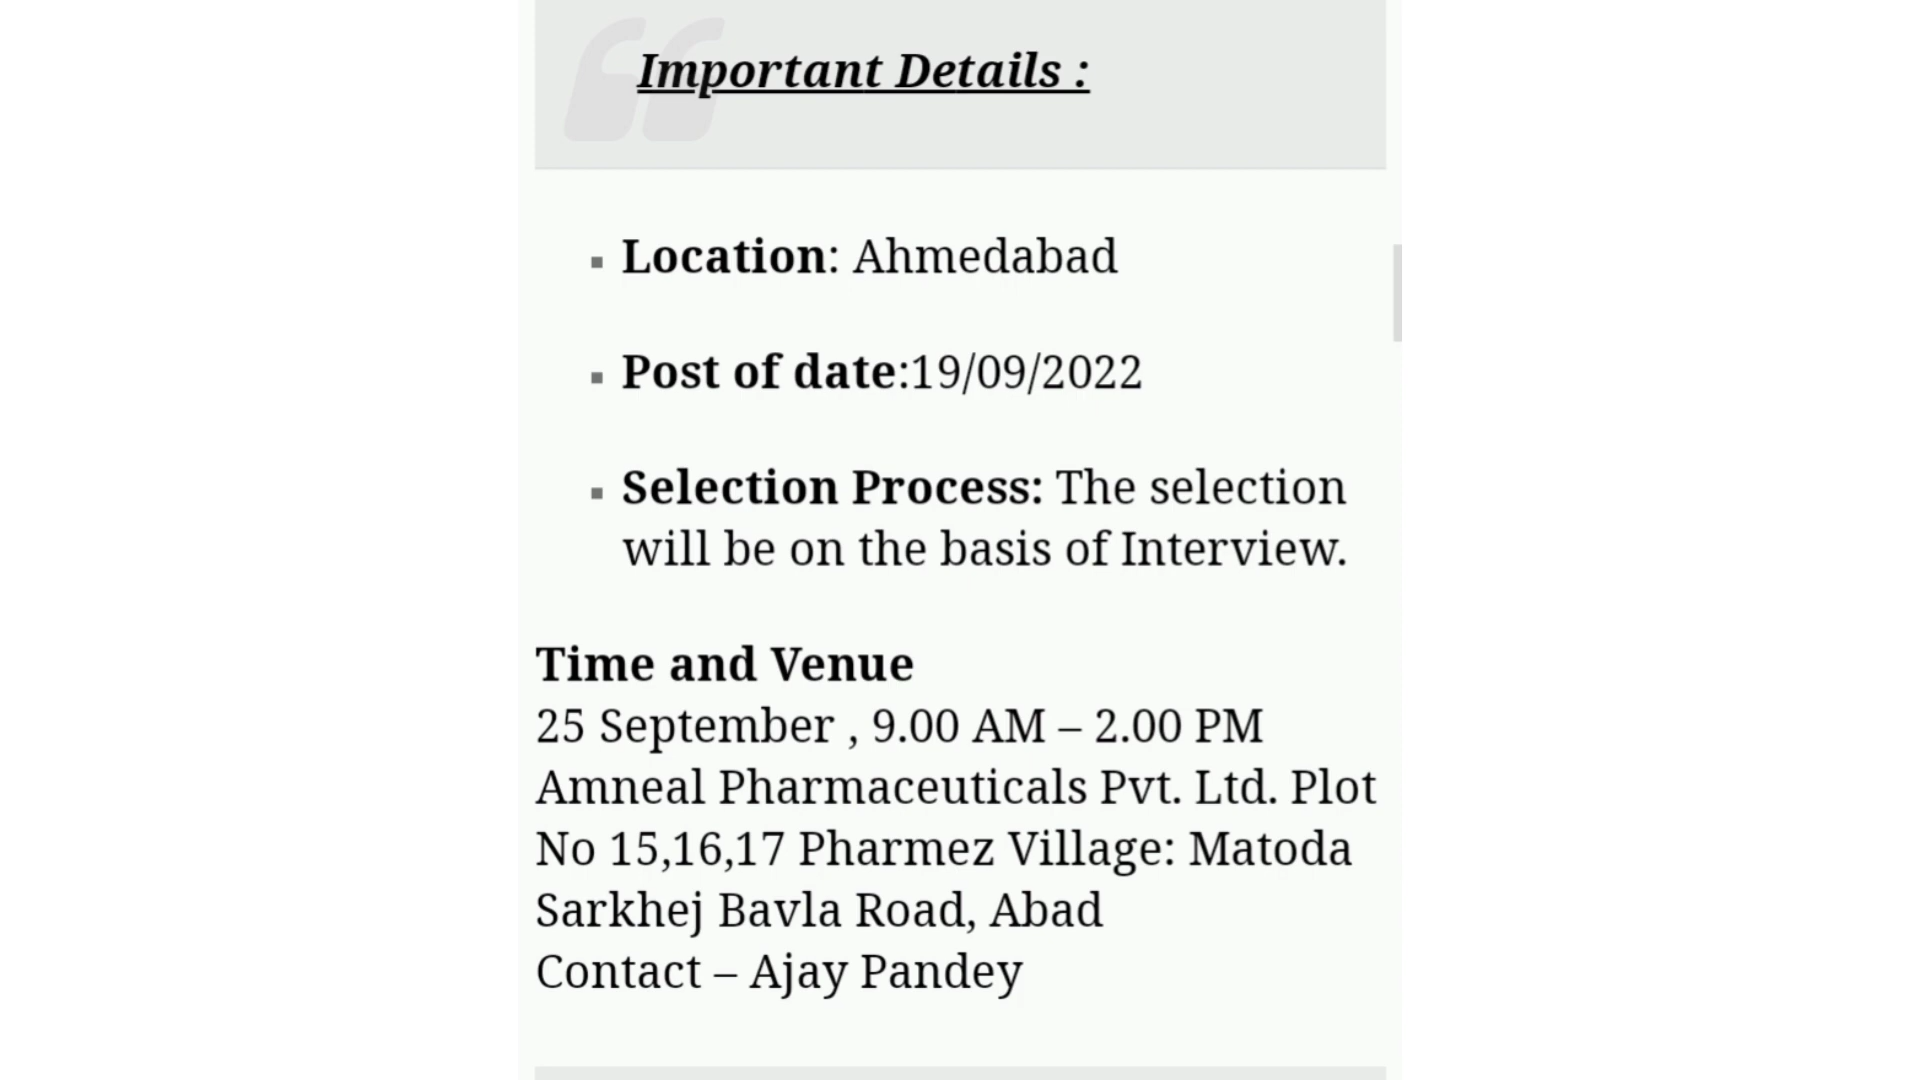 Important Details :
Location: Ahmedabad
Post of date:19/09/2022
Selection Process: The selection
will be on the basis of Interview.
Time and Venue
25 September , 9.00 AM – 2.00 PM
Amneal Pharmaceuticals Pvt. Ltd. Plot
No 15,16,17 Pharmez Village: Matoda
Sarkhej Bavla Road, Abad
Contact – Ajay Pandey